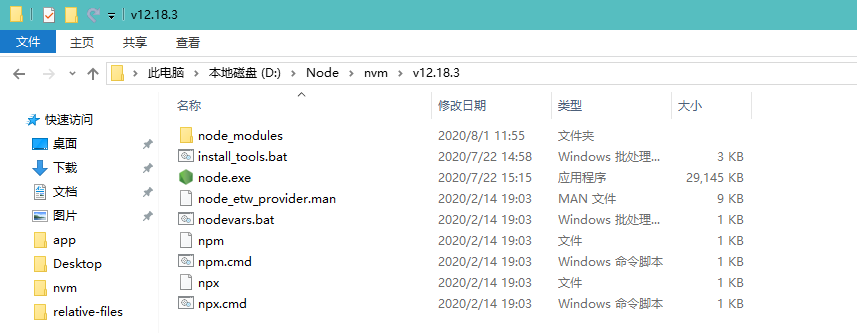 v12.18.3
文件 主页 共享 查看
此电脑 本地磁盘 (D:) Node nvm v12.18.3
名称 修改日期 类型 大小
快速访问
桌面
下载
文档
图片
app
Desktop
nvm
relative-files
node_modules 2020/8/1 11:55 文件夹
install_tools.bat 2020/7/22 14:58 Windows 批处理... 3 KB
node.exe 2020/7/22 15:15 应用程序 29,145 KB
node_etw_provider.man 2020/2/14 19:03 MAN 文件 9 KB
nodevars.bat 2020/2/14 19:03 Windows 批处理... 1 KB
npm 2020/2/14 19:03 文件 1 KB
npm.cmd 2020/2/14 19:03 Windows 命令脚本 1 KB
npx 2020/2/14 19:03 文件 1 KB
npx.cmd 2020/2/14 19:03 Windows 命令脚本 1 KB